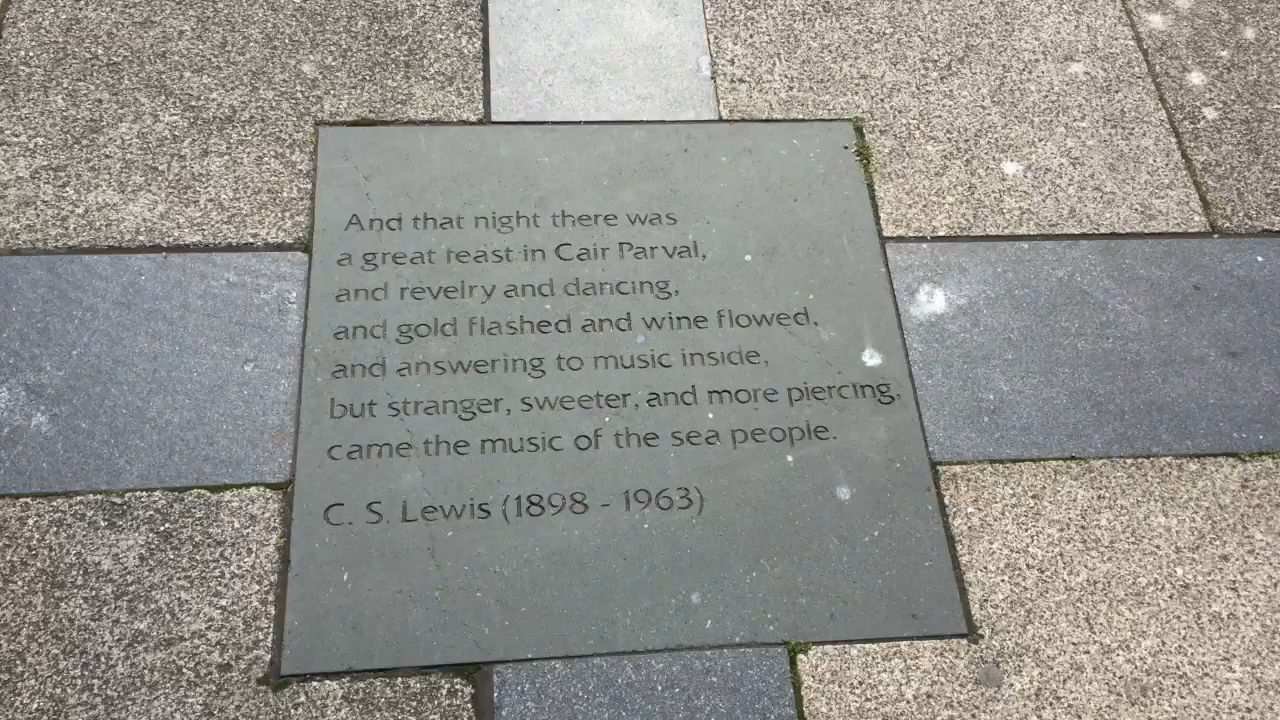 And that night there was
a great feast in Cair Parval,
and revelry and dancing,
and gold flashed and wine flowed,
and answering to music inside,
but stranger, sweeter, and more piercing,
came the music of the sea people.
C. S. Lewis (1898 - 1963)